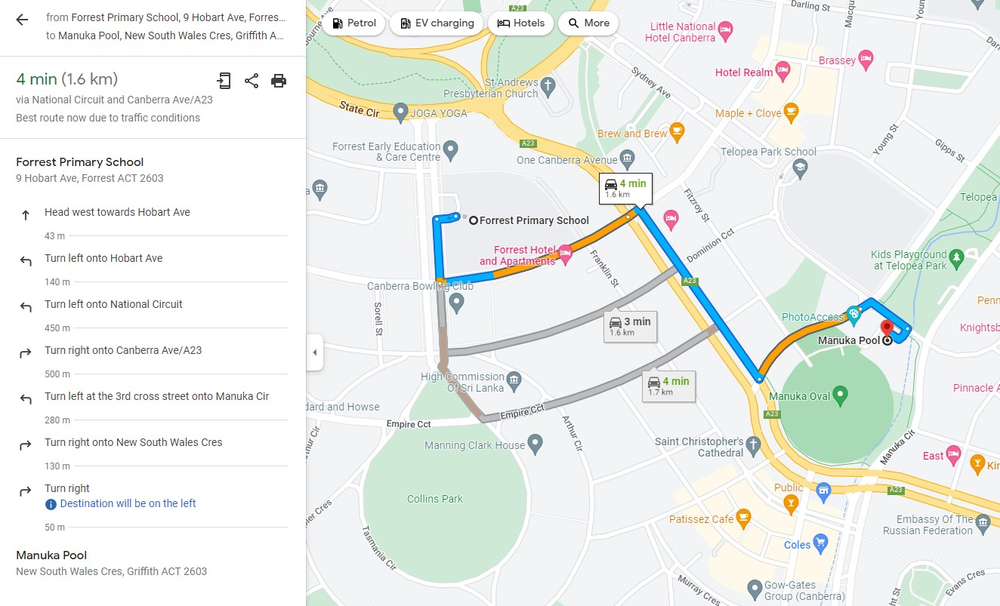 from Forrest Primary School, 9 Hobart Ave, Forres...
to Manuka Pool, New South Wales Cres, Griffith A...
4 min (1.6 km)
via National Circuit and Canberra Ave/A23
Best route now due to traffic conditions
Forrest Primary School
9 Hobart Ave, Forrest ACT 2603
Head west towards Hobart Ave
43 m
Turn left onto Hobart Ave
140 m
Turn left onto National Circuit
450 m
Turn right onto Canberra Ave/A23
500 m
Turn left at the 3rd cross street onto Manuka Cir
280 m
Turn right onto New South Wales Cres
130 m
Turn right
Destination will be on the left
50 m
Manuka Pool
New South Wales Cres, Griffith ACT 2603
Petrol
EV charging
Hotels
More
A23
Darling St
Little National
Hotel Canberra
Brassey
Hotel Realm
Sydney Ave
St Andrews
Presbyterian Church
State Cir
JOGA YOGA
Maple + Clove
Brew and Brew
Young St
Gipps St
A23
Forrest Early Education
& Care Centre
One Canberra Avenue
Telopea Park School
4 min
1.6 km
Fitzroy St
Telopea
Forrest Primary School
Forrest Hotel
and Apartments
Franklin St
Dominion Cct
Kids Playground
at Telopea Park
A23
Canberra Bowling Club
Sorell St
3 min
1.6 km
PhotoAccess
Manuka Pool
High Commission
Of Sri Lanka
4 min
1.7 km
Manuka Oval
dard and Howse
Empire Cct
Empire Cct
A23
Arthur Cir
Manning Clark House
Saint Christopher's
Cathedral
Manuka Cir
East
Public
A23
Collins Park
Patissez Cafe
Embassy Of The
Russian Federation
Coles
Tasmania Cir
Murray Cres
Gow-Gates
Group (Canberra)
Evans Cres